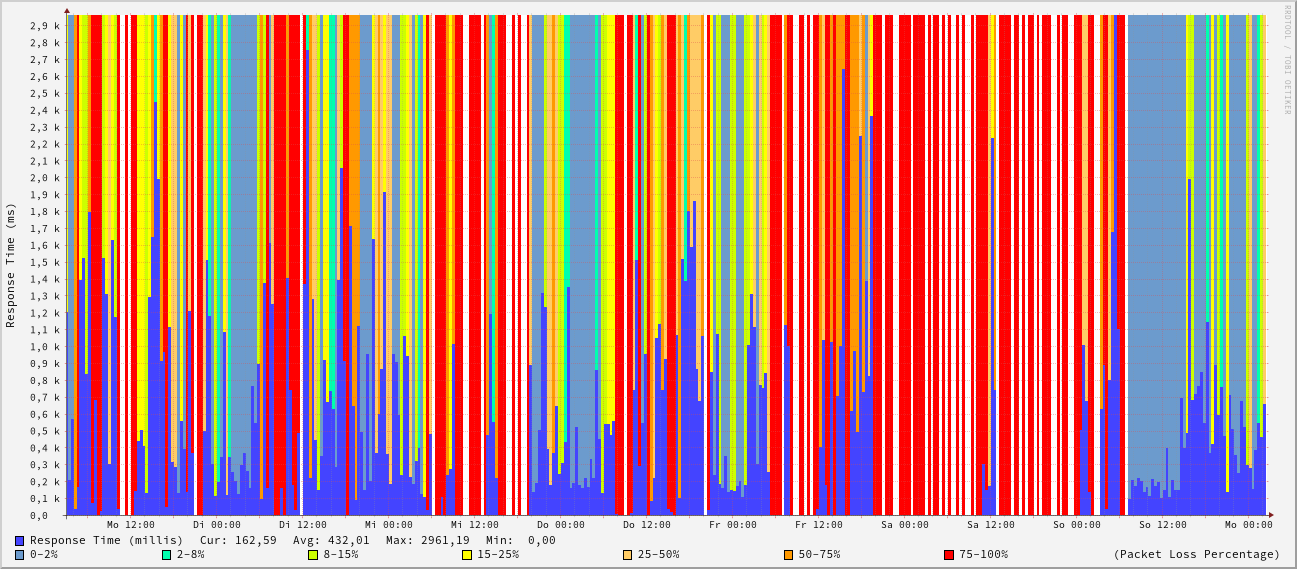 RRDTOOL / TOBI OETIKER
Response Time (ms)
2,9 k
2,8 k
2,7 k
2,6 k
2,5 k
2,4 k
2,3 k
2,2 k
2,1 k
2,0 k
1,9 k
1,8 k
1,7 k
1,6 k
1,5 k
1,4 k
1,3 k
1,2 k
1,1 k
1,0 k
0,9 k
0,8 k
0,7 k
0,6 k
0,5 k
0,4 k
0,3 k
0,2 k
0,1 k
0,0
Mo 12:00 Di 00:00 Di 12:00 Mi 00:00 Mi 12:00 Do 00:00 Do 12:00 Fr 00:00 Fr 12:00 Sa 00:00 Sa 12:00 So 00:00 So 12:00 Mo 00:00
Response Time (millis) Cur: 162,59 Avg: 432,01 Max: 2961,19 Min: 0,00
0-2% 2-8% 8-15% 15-25% 25-50% 50-75% 75-100% (Packet Loss Percentage)